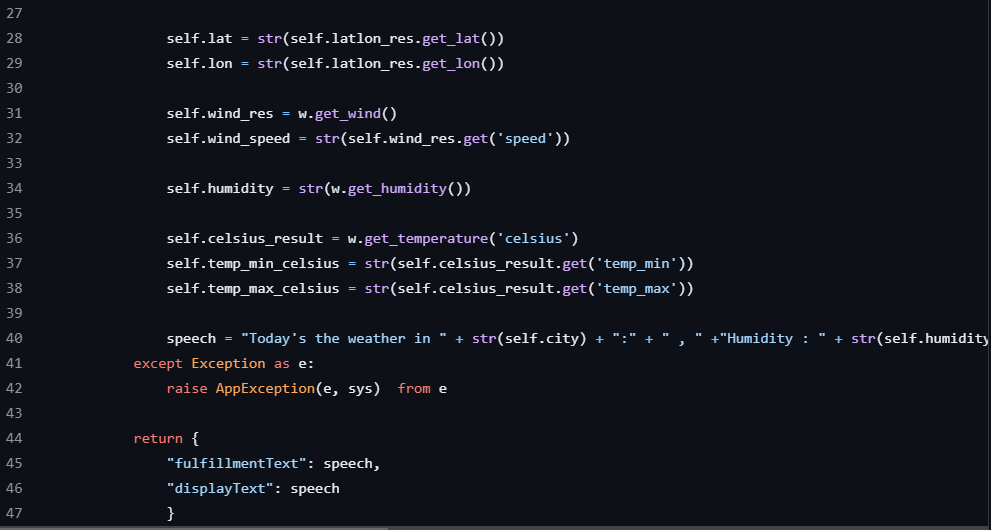 27
28 self.lat = str(self.latlon_res.get_lat())
29 self.lon = str(self.latlon_res.get_lon())
30
31 self.wind_res = w.get_wind()
32 self.wind_speed = str(self.wind_res.get('speed'))
33
34 self.humidity = str(w.get_humidity())
35
36 self.celsius_result = w.get_temperature('celsius')
37 self.temp_min_celsius = str(self.celsius_result.get('temp_min'))
38 self.temp_max_celsius = str(self.celsius_result.get('temp_max'))
39
40 speech = "Today's the weather in " + str(self.city) + ":" + " , " +"Humidity : " + str(self.humidity
41 except Exception as e:
42 raise AppException(e, sys)  from e
43
44 return {
45 "fulfillmentText": speech,
46 "displayText": speech
47 }